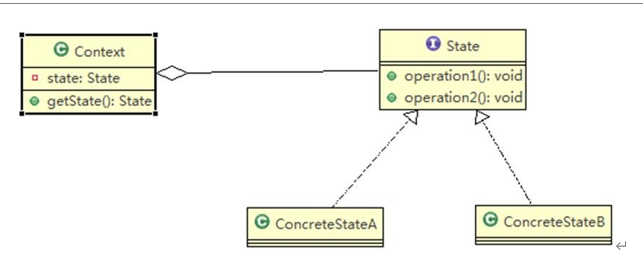 Context
state: State
getState(): State
State
operation1(): void
operation2(): void
ConcreteStateA
ConcreteStateB